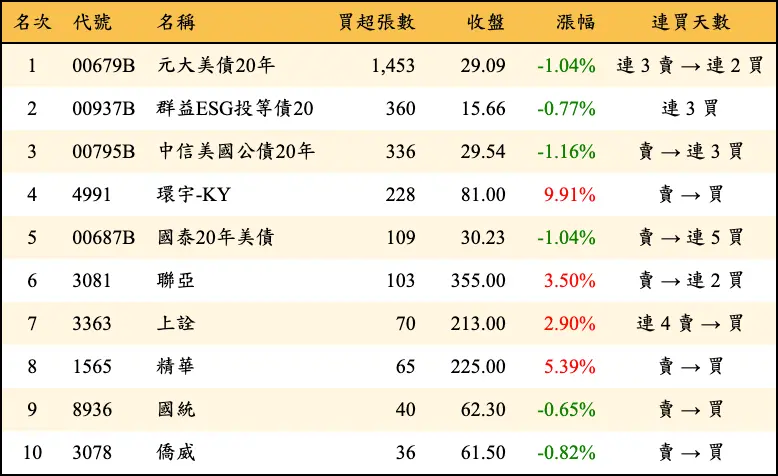 名次 代號 名稱 買超張數 收盤 漲幅 連買天數
1 00679B 元大美債20年 1,453 29.09 -1.04% 連 3 賣 → 連 2 買
2 00937B 群益ESG投等債20 360 15.66 -0.77% 連 3 買
3 00795B 中信美國公債20年 336 29.54 -1.16% 賣 → 連 3 買
4 4991 環宇-KY 228 81.00 9.91% 賣 → 買
5 00687B 國泰20年美債 109 30.23 -1.04% 賣 → 連 5 買
6 3081 聯亞 103 355.00 3.50% 賣 → 連 2 買
7 3363 上詮 70 213.00 2.90% 連 4 賣 → 買
8 1565 精華 65 225.00 5.39% 賣 → 買
9 8936 國統 40 62.30 -0.65% 賣 → 買
10 3078 僑威 36 61.50 -0.82% 賣 → 買